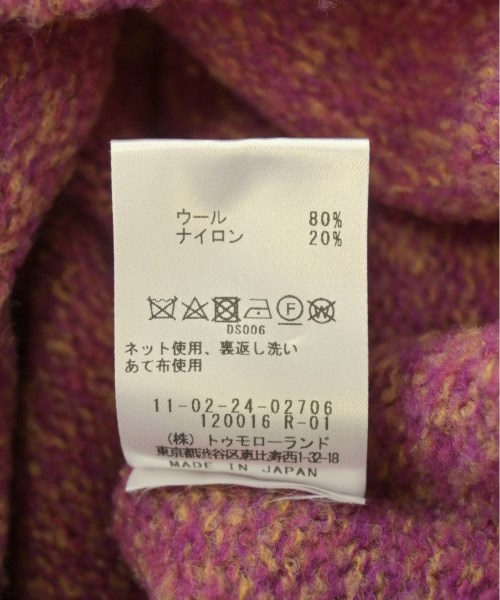 ウール 80%
ナイロン 20%
F W
DS006
ネット使用、裏返し洗い
あて布使用
11-02-24-02706
120016 R-01
(株) トゥモローランド
東京都渋谷区恵比寿西1-32-18
MADE IN JAPAN